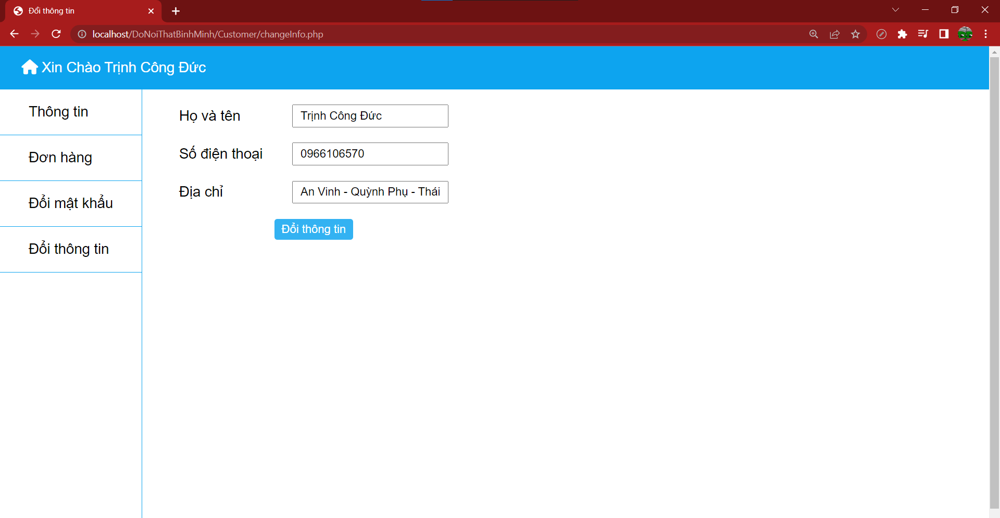 Đổi thông tin
localhost/DoNoiThatBinhMinh/Customer/changeInfo.php
Xin Chào Trịnh Công Đức
Thông tin
Đơn hàng
Đổi mật khẩu
Đổi thông tin
Họ và tên
Trịnh Công Đức
Số điện thoại
0966106570
Địa chỉ
An Vinh - Quỳnh Phụ - Thái
Đổi thông tin